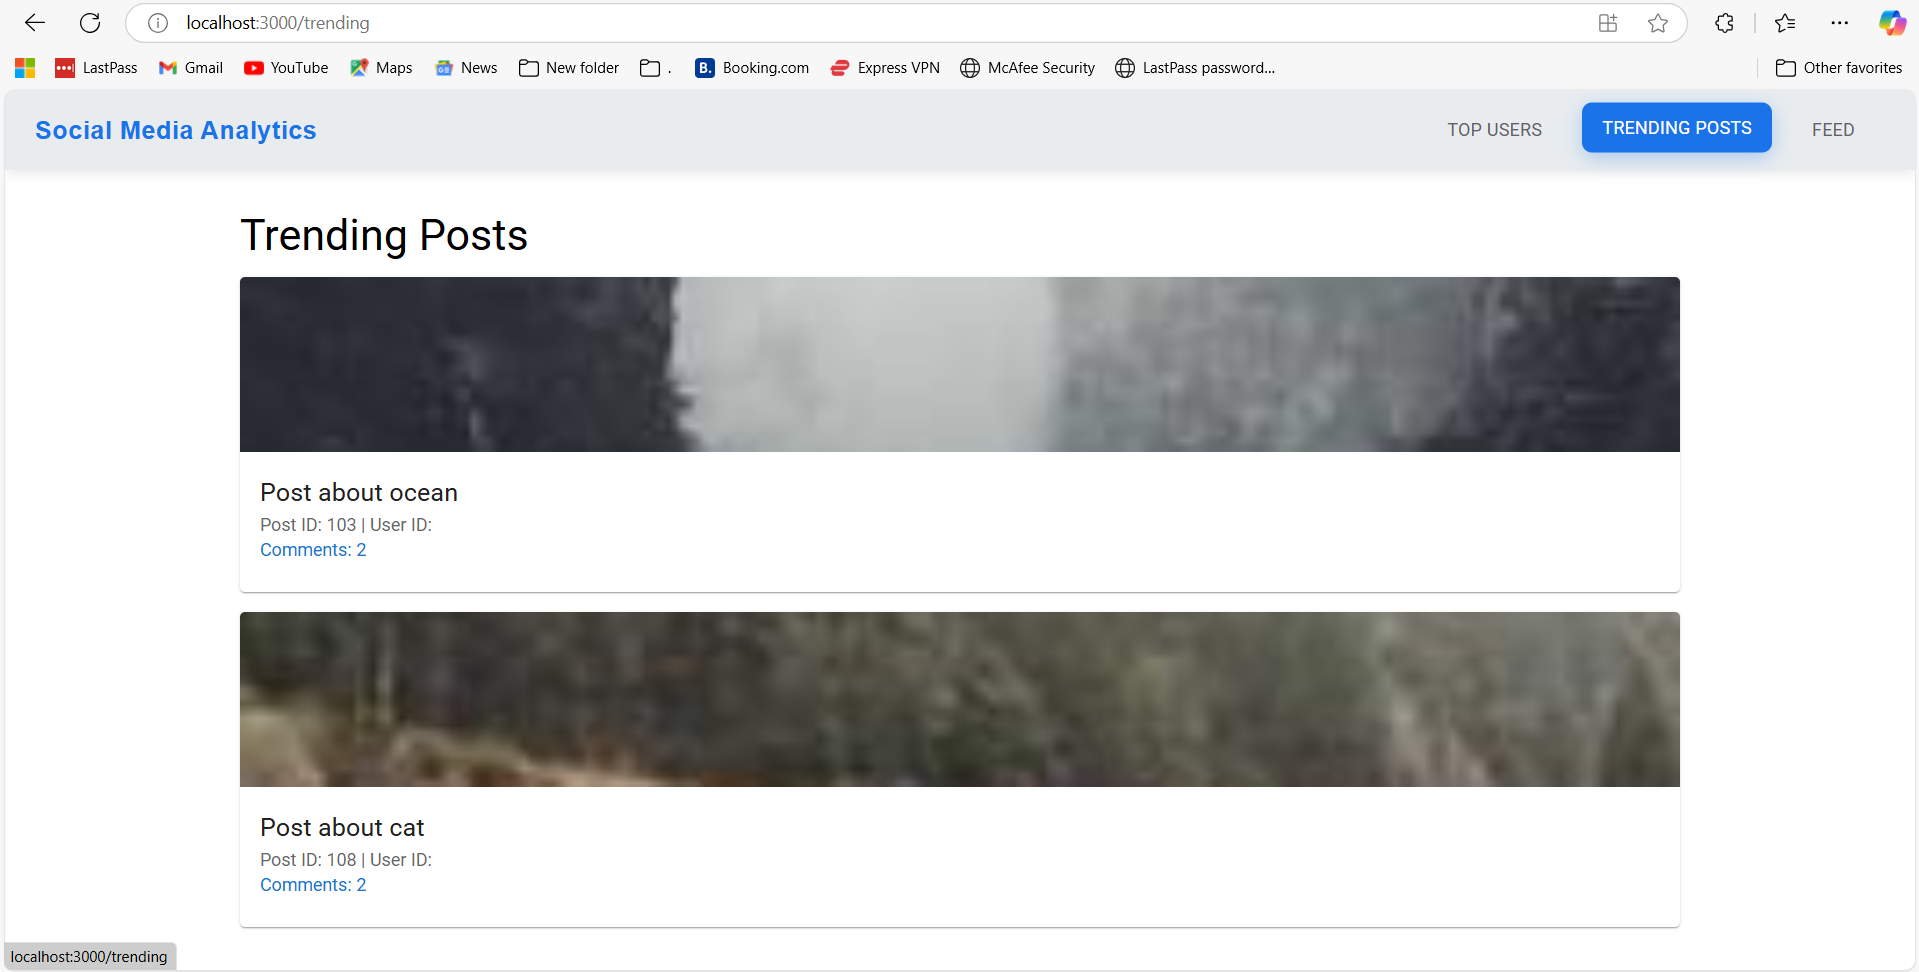 localhost:3000/trending
LastPass Gmail YouTube Maps News New folder . B. Booking.com Express VPN McAfee Security LastPass password... Other favorites
Social Media Analytics TOP USERS TRENDING POSTS FEED
Trending Posts
Post about ocean
Post ID: 103 | User ID:
Comments: 2
Post about cat
Post ID: 108 | User ID:
Comments: 2
localhost:3000/trending